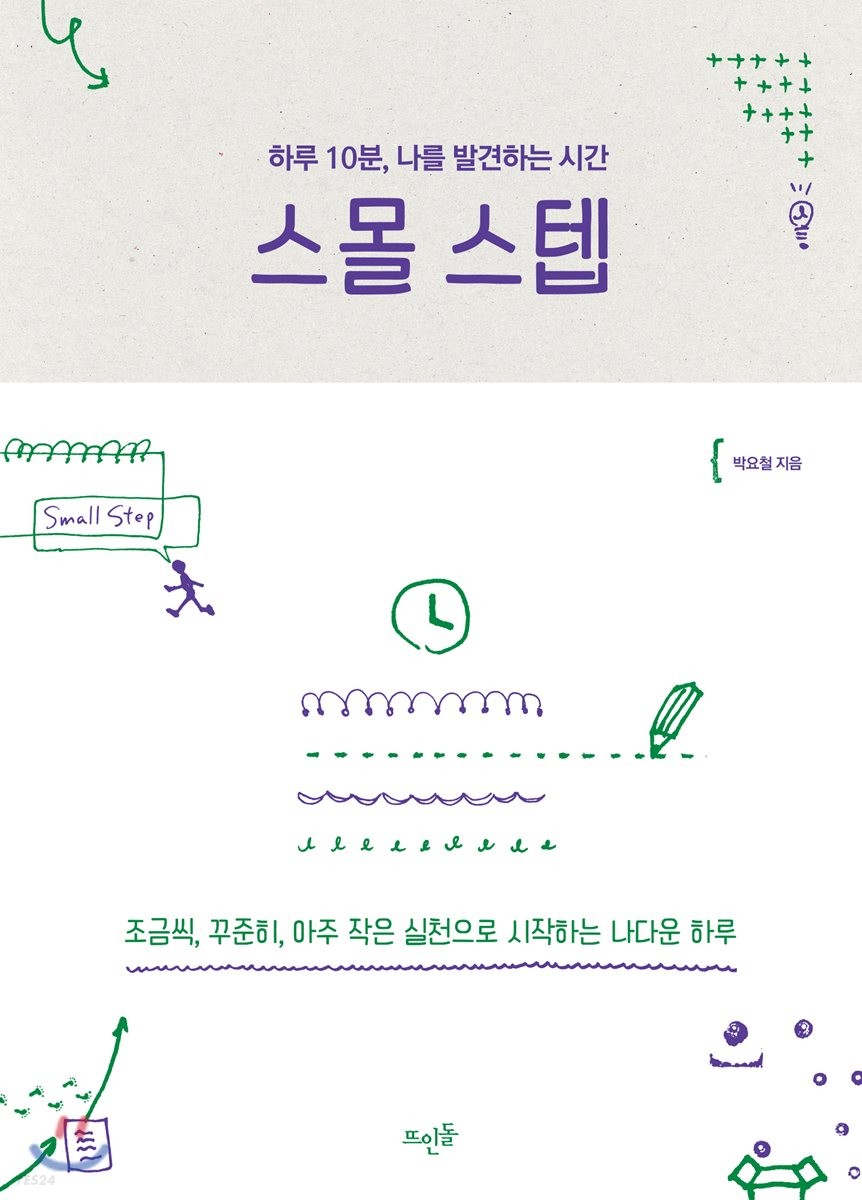 하루 10분, 나를 발견하는 시간
스몰 스텝
박요철 지음
Small Step
조금씩, 꾸준히, 아주 작은 실천으로 시작하는 나다운 하루
뜨인돌
YES24